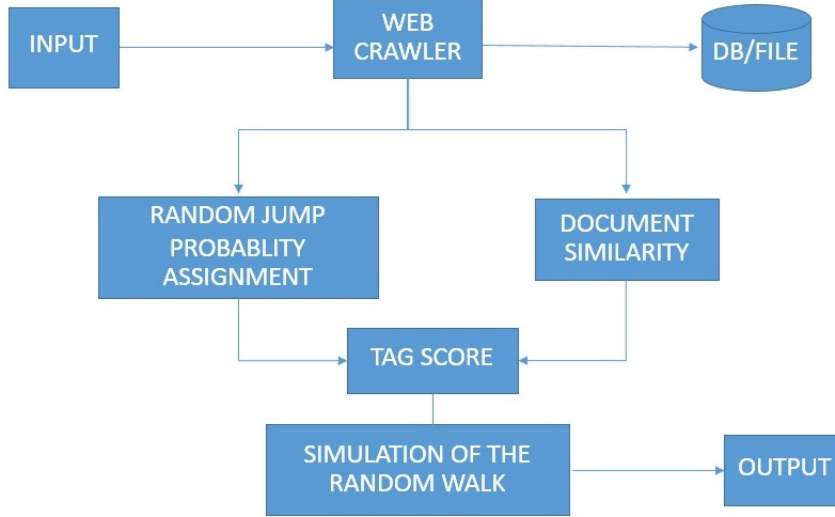 INPUT
WEB
CRAWLER
DB/FILE
RANDOM JUMP
PROBABLITY
ASSIGNMENT
DOCUMENT
SIMILARITY
TAG SCORE
SIMULATION OF THE
RANDOM WALK
OUTPUT